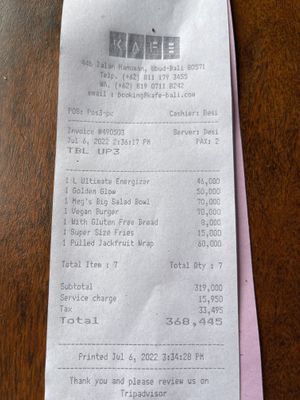 KAFE
44b Jalan Hanoman, Ubud-Bali 80571
Telp. (+62) 811 179 3455
WA. (+62) 819 0711 8242
email : booking@kafe-bali.com
POS: Pos3-pc Cashier: Desi
Invoice #490503 Server: Desi
Jul 6, 2022 2:36:17 PM PAX: 2
TBL UP3
1 L Ultimate Energizer 46,000
1 Golden Glow 50,000
1 Meg's Big Salad Bowl 70,000
1 Vegan Burger 70,000
1 With Gluten Free Bread 8,000
1 Super Size Fries 15,000
1 Pulled Jackfruit Wrap 60,000
Total Item : 7 Total Qty : 7
Subtotal 319,000
Service charge 15,950
Tax 33,495
Total 368,445
Printed Jul 6, 2022 3:34:28 PM
Thank you and please review us on
Tripadvisor